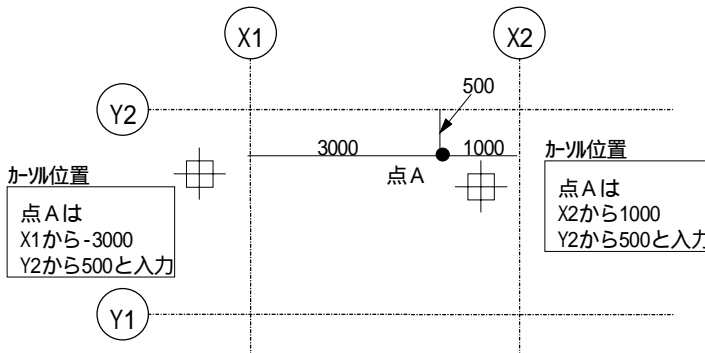 X1
X2
Y2
500
3000
1000
点A
カーソル位置
点Aは
X1から-3000
Y2から500と入力
カーソル位置
点Aは
X2から1000
Y2から500と入力
Y1